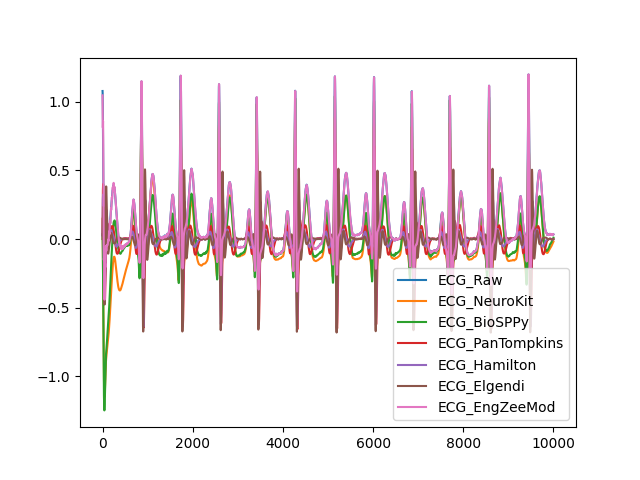 1.0
0.5
0.0
−0.5
−1.0
0
2000
4000
6000
8000
10000
ECG_Raw
ECG_NeuroKit
ECG_BioSPPy
ECG_PanTompkins
ECG_Hamilton
ECG_Elgendi
ECG_EngZeeMod